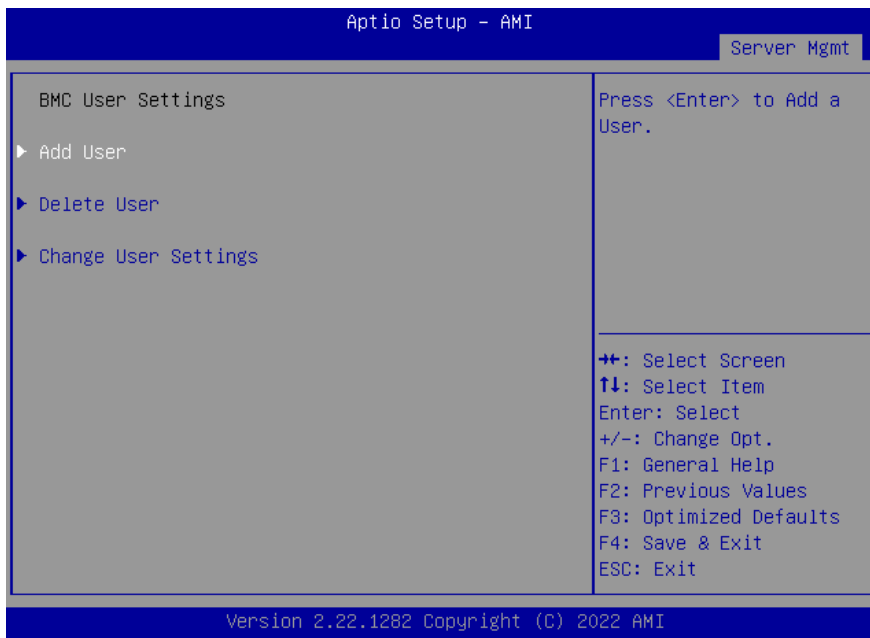 Aptio Setup – AMI
Server Mgmt
BMC User Settings
▶ Add User
▶ Delete User
▶ Change User Settings
Press <Enter> to Add a
User.
→←: Select Screen
↑↓: Select Item
Enter: Select
+/-: Change Opt.
F1: General Help
F2: Previous Values
F3: Optimized Defaults
F4: Save & Exit
ESC: Exit
Version 2.22.1282 Copyright (C) 2022 AMI